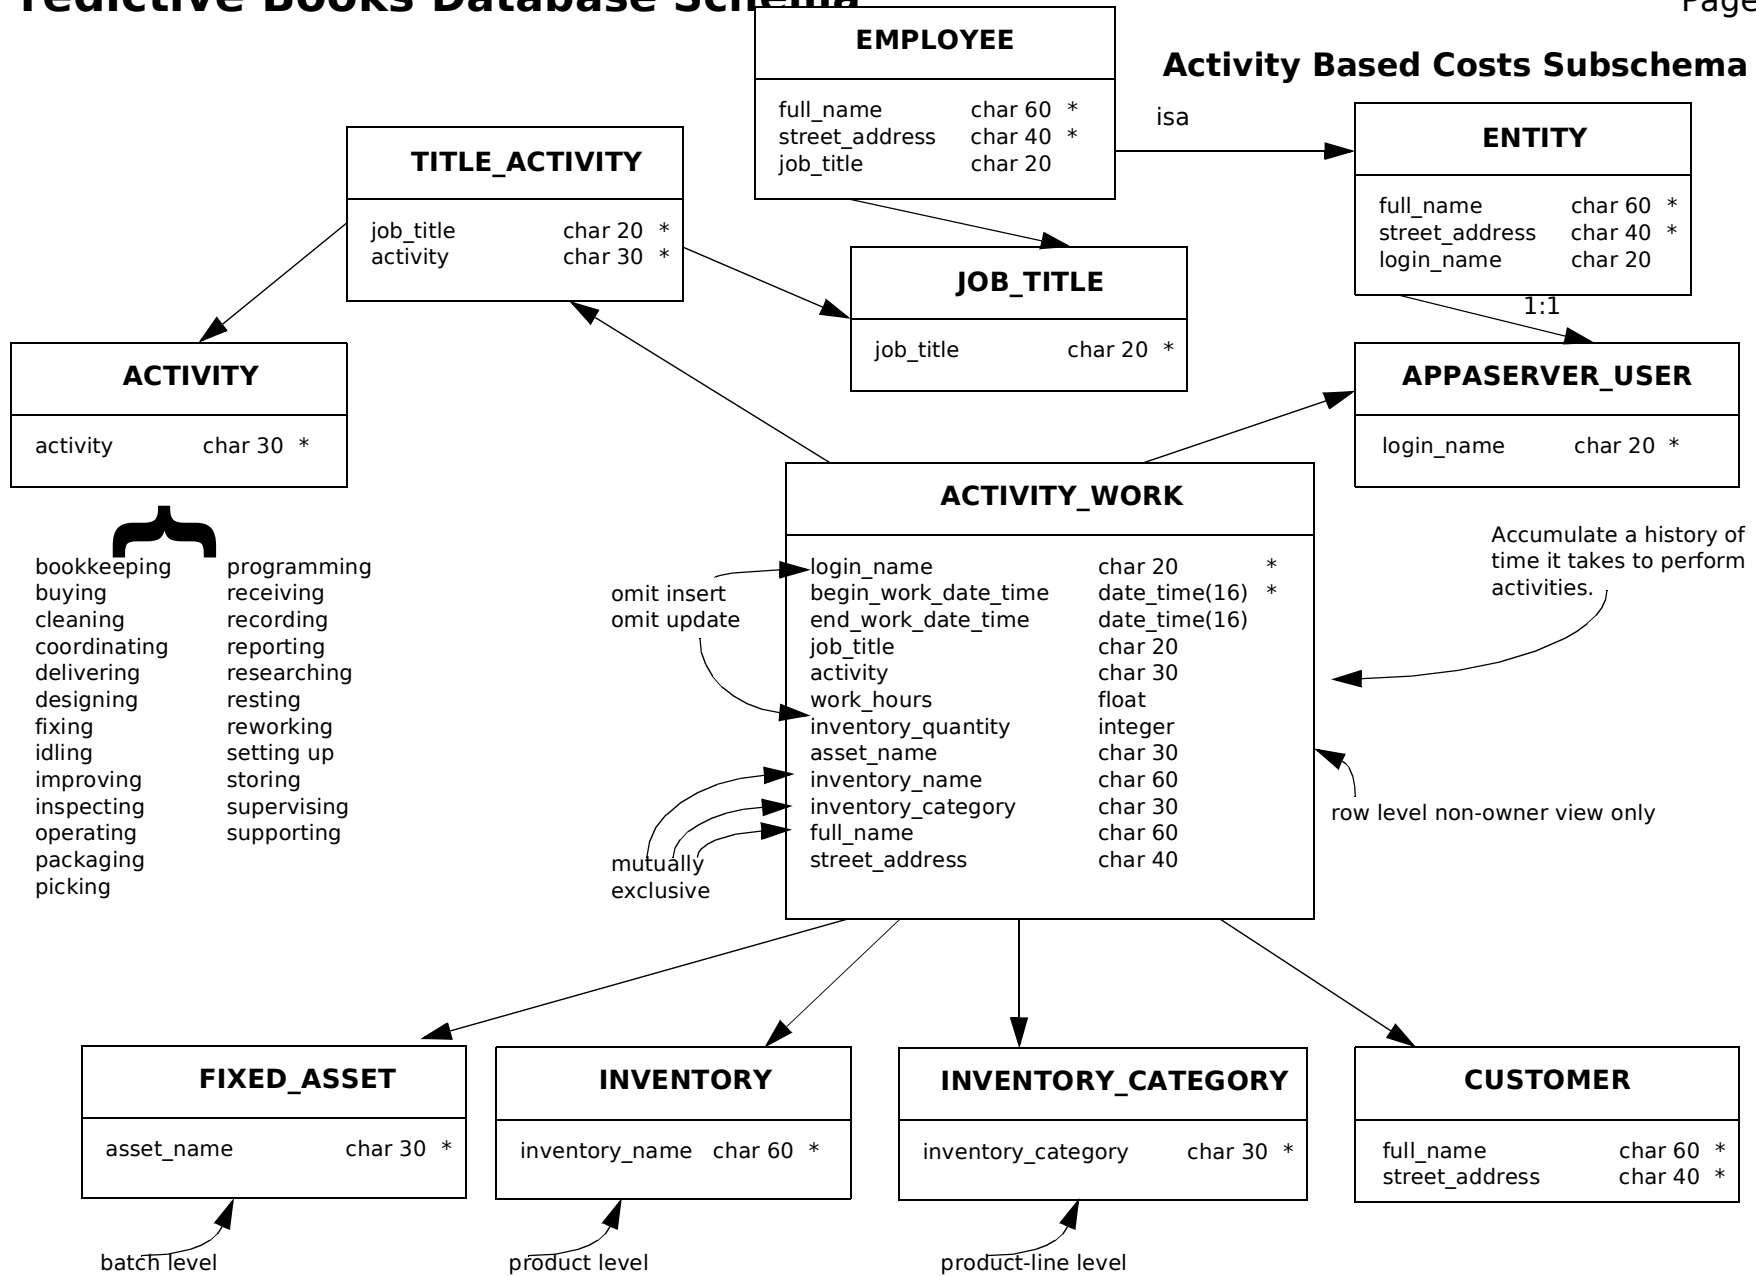 redictive Books Database Schema
Page
Activity Based Costs Subschema
EMPLOYEE
full_name char 60 *
street_address char 40 *
job_title char 20
isa
ENTITY
full_name char 60 *
street_address char 40 *
login_name char 20
1:1
TITLE_ACTIVITY
job_title char 20 *
activity char 30 *
JOB_TITLE
job_title char 20 *
ACTIVITY
activity char 30 *
APPASERVER_USER
login_name char 20 *
bookkeeping programming
buying receiving
cleaning recording
coordinating reporting
delivering researching
designing resting
fixing reworking
idling setting up
improving storing
inspecting supervising
operating supporting
packaging
picking
omit insert
omit update
mutually
exclusive
ACTIVITY_WORK
login_name char 20 *
begin_work_date_time date_time(16) *
end_work_date_time date_time(16)
job_title char 20
activity char 30
work_hours float
inventory_quantity integer
asset_name char 30
inventory_name char 60
inventory_category char 30
full_name char 60
street_address char 40
Accumulate a history of
time it takes to perform
activities.
row level non-owner view only
FIXED_ASSET
asset_name char 30 *
batch level
INVENTORY
inventory_name char 60 *
product level
INVENTORY_CATEGORY
inventory_category char 30 *
product-line level
CUSTOMER
full_name char 60 *
street_address char 40 *